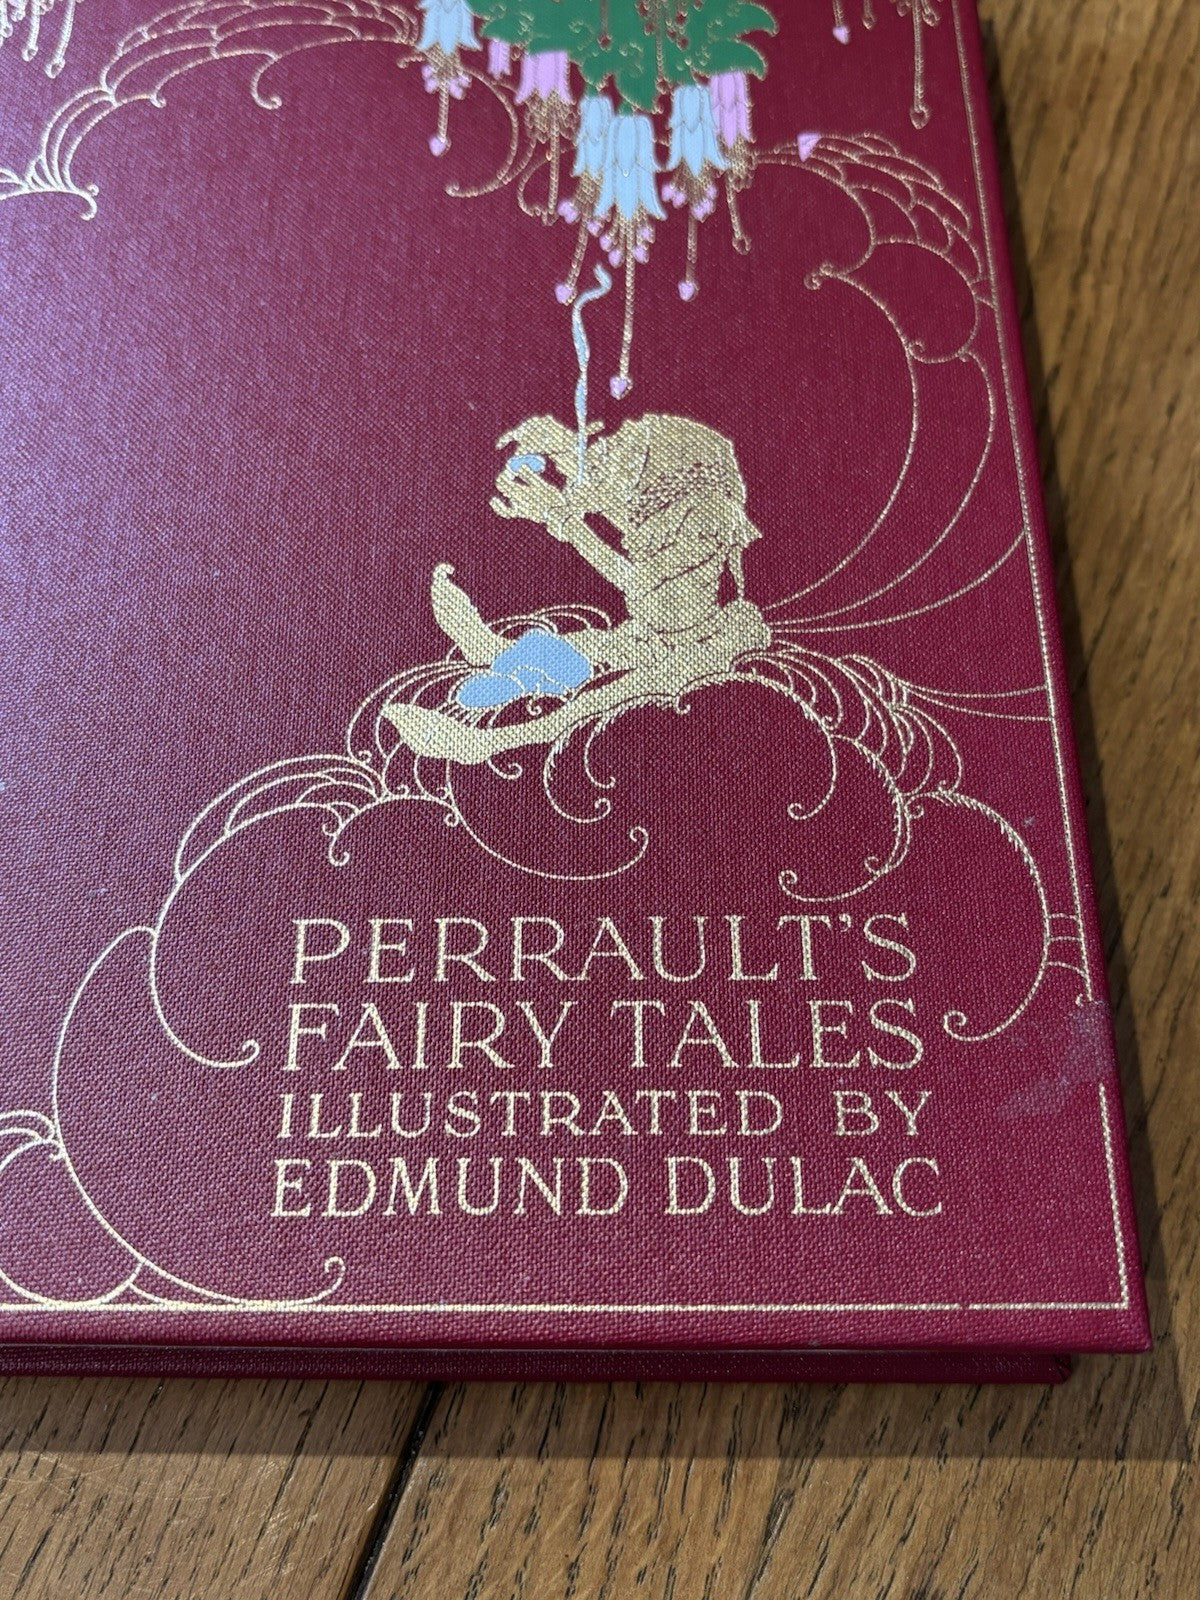 PERRAULT'S
FAIRY TALES
ILLUSTRATED BY
EDMUND DULAC